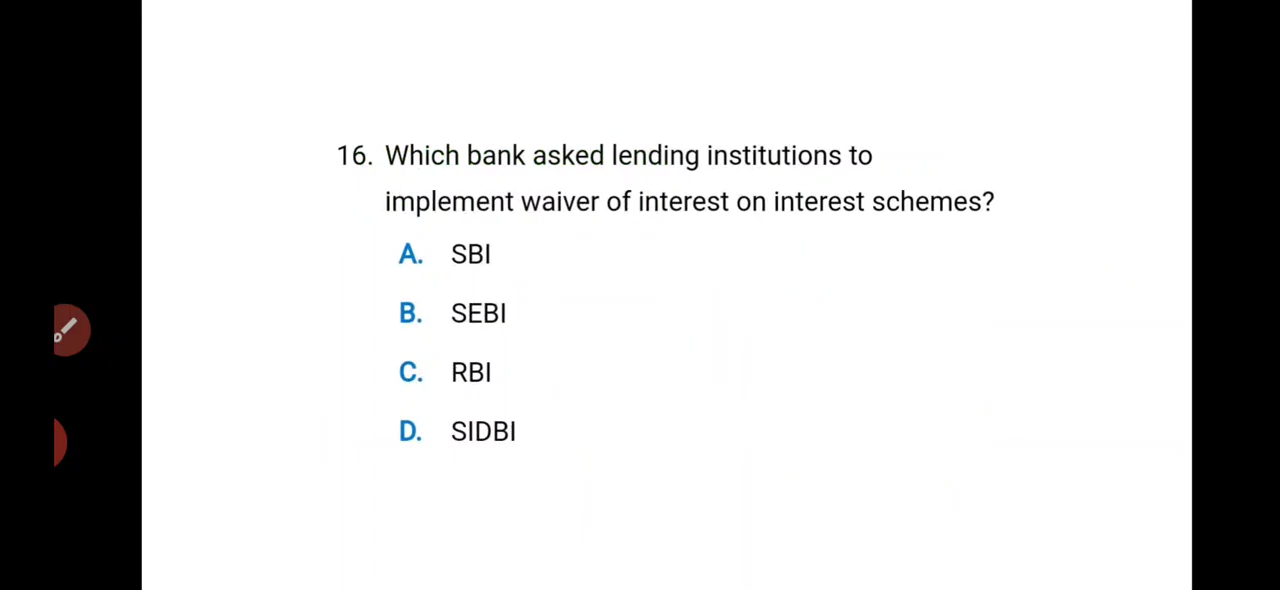 16. Which bank asked lending institutions to
implement waiver of interest on interest schemes?
A. SBI
B. SEBI
C. RBI
D. SIDBI